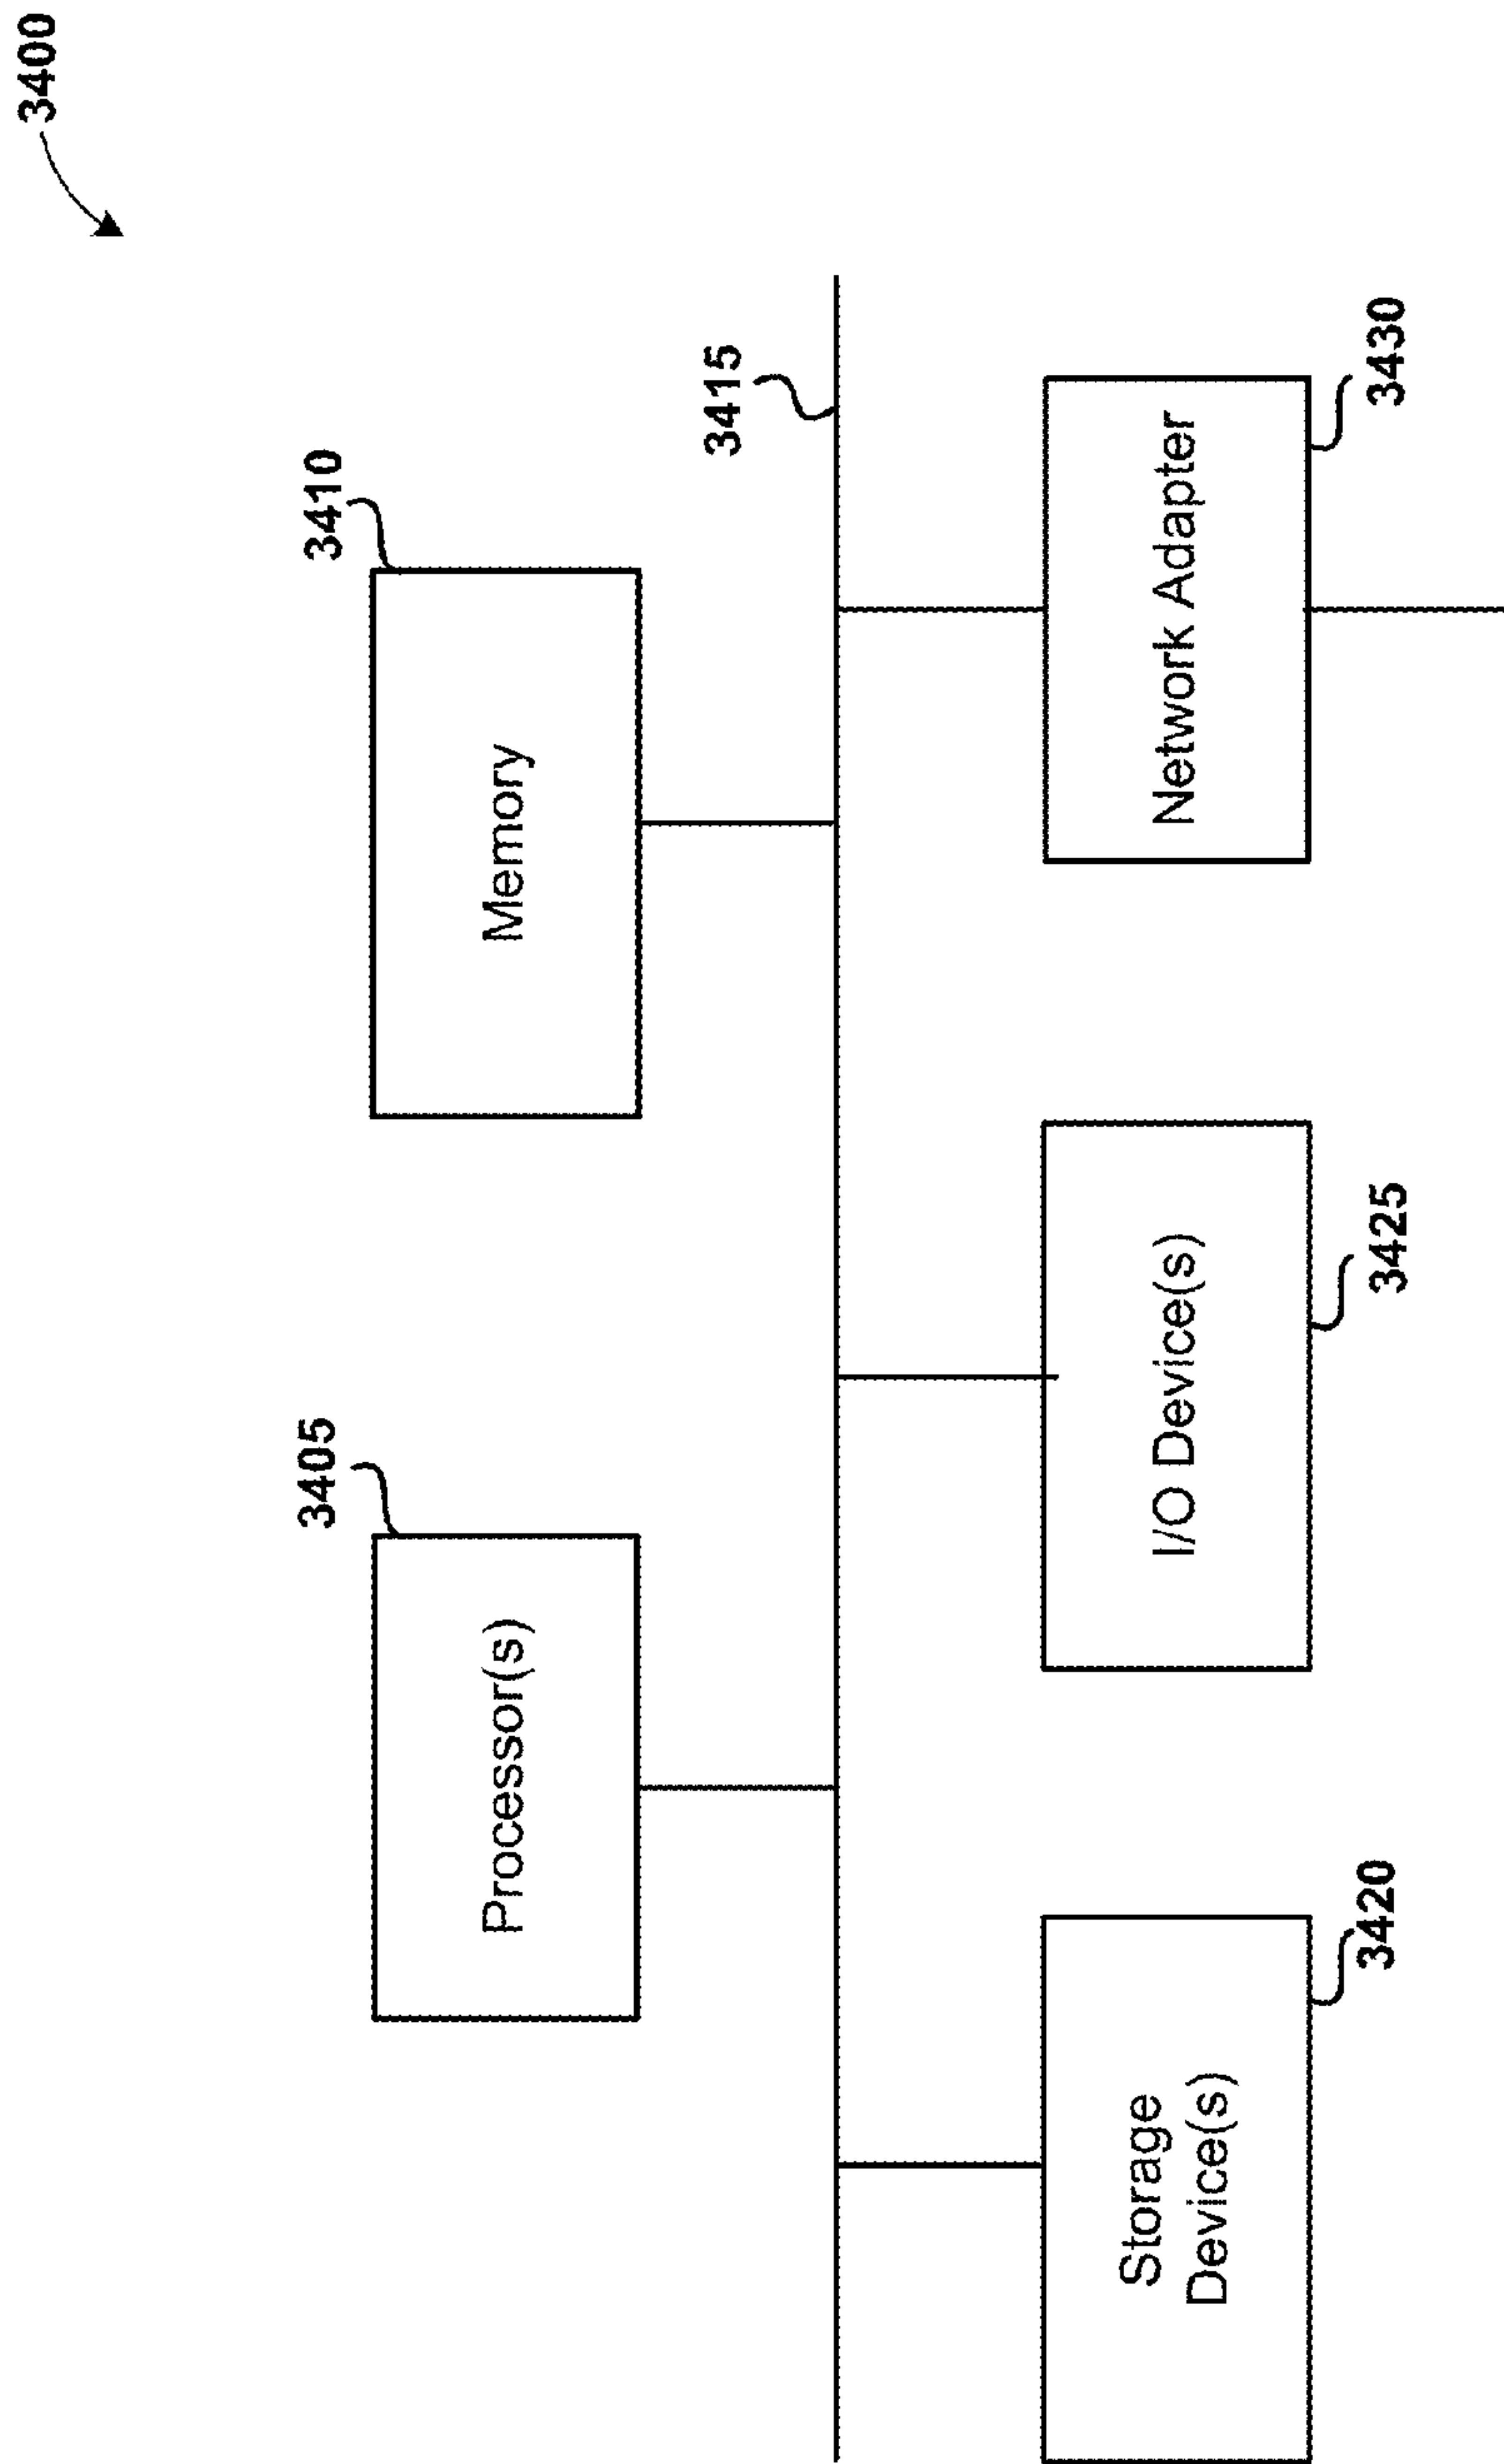 3400
3405
Processor(s)
3410
Memory
3415
Storage
Device(s)
3420
I/O Device(s)
3425
Network Adapter
3430